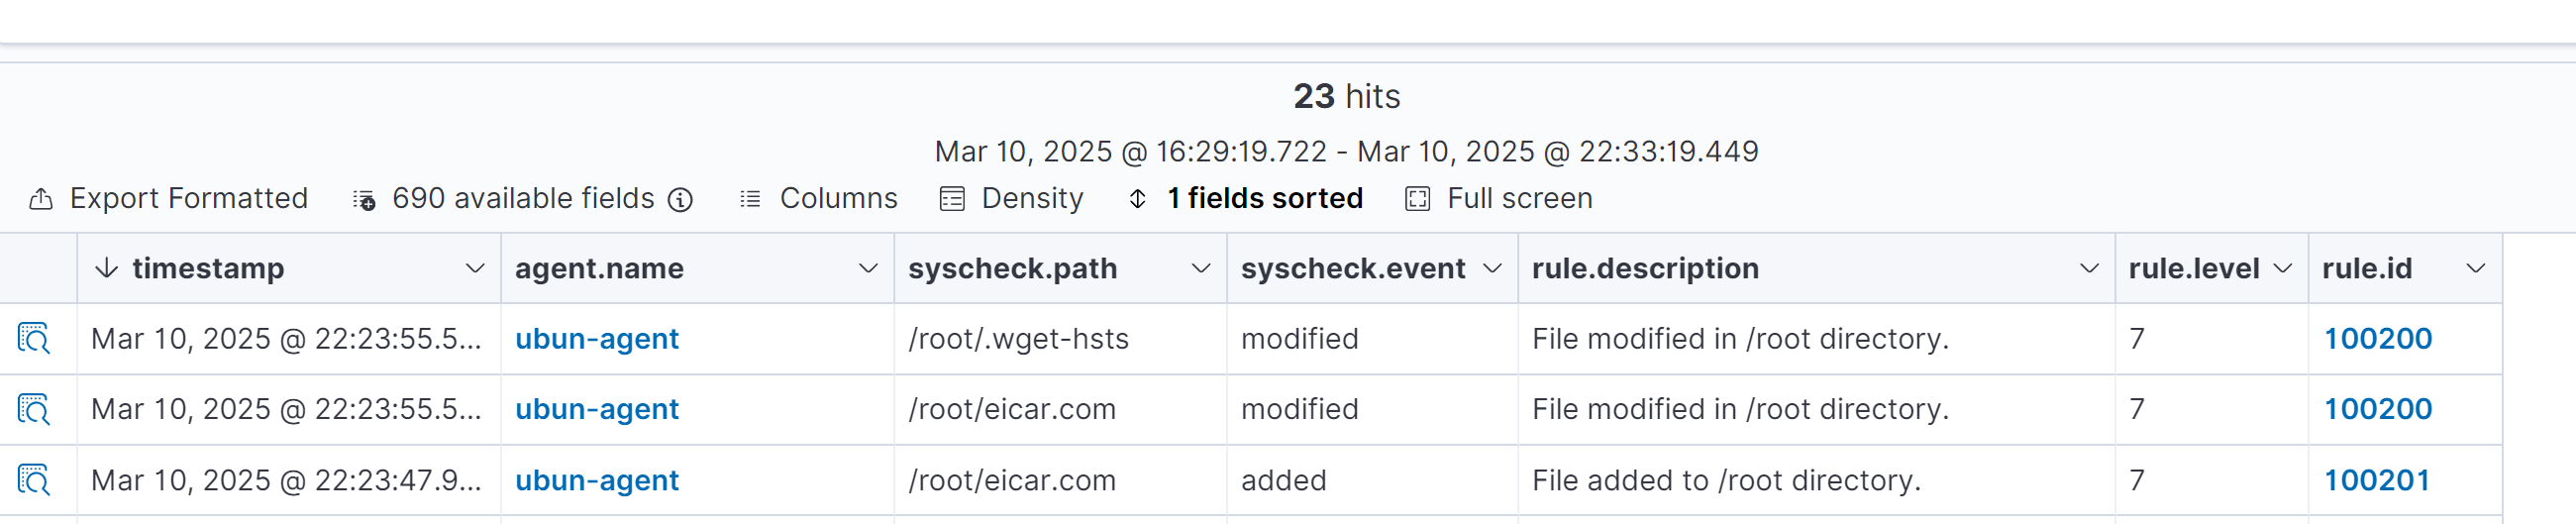 23 hits
Mar 10, 2025 @ 16:29:19.722 - Mar 10, 2025 @ 22:33:19.449
Export Formatted 690 available fields Columns Density 1 fields sorted Full screen
timestamp agent.name syscheck.path syscheck.event rule.description rule.level rule.id
Mar 10, 2025 @ 22:23:55.5... ubun-agent /root/.wget-hsts modified File modified in /root directory. 7 100200
Mar 10, 2025 @ 22:23:55.5... ubun-agent /root/eicar.com modified File modified in /root directory. 7 100200
Mar 10, 2025 @ 22:23:47.9... ubun-agent /root/eicar.com added File added to /root directory. 7 100201